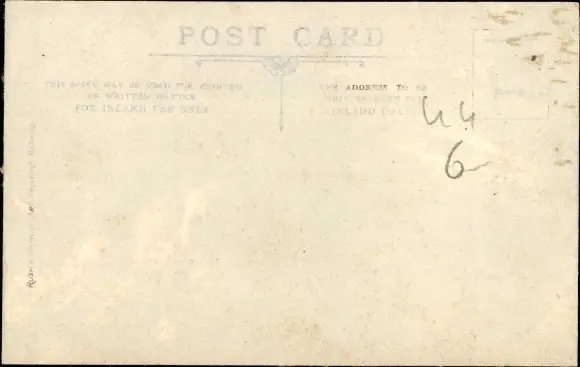 POST CARD
THIS SPACE MAY BE USED FOR PRINTED
OR WRITTEN MATTER
FOR INLAND USE ONLY
THE ADDRESS TO BE
INLAND ONLY
44
6